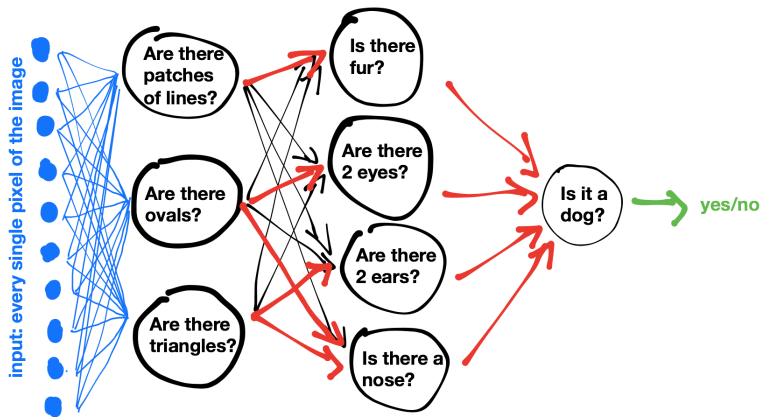 input: every single pixel of the image
Are there
patches
of lines?
Are there
ovals?
Are there
triangles?
Is there
fur?
Are there
2 eyes?
Are there
2 ears?
Is there a
nose?
Is it a
dog?
yes/no